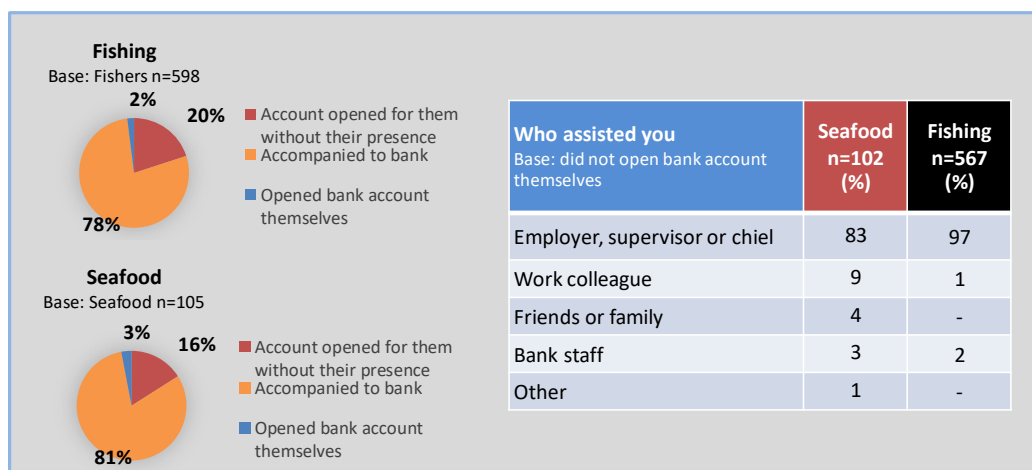 Fishing
Base: Fishers n=598
2%
20%
78%
Account opened for them
without their presence
Accompanied to bank
Opened bank account
themselves
Seafood
Base: Seafood n=105
3%
16%
81%
Account opened for them
without their presence
Accompanied to bank
Opened bank account
themselves
Who assisted you
Base: did not open bank account
themselves
Seafood
n=102
(%)
Fishing
n=567
(%)
Employer, supervisor or chiel 83 97
Work colleague 9 1
Friends or family 4 -
Bank staff 3 2
Other 1 -